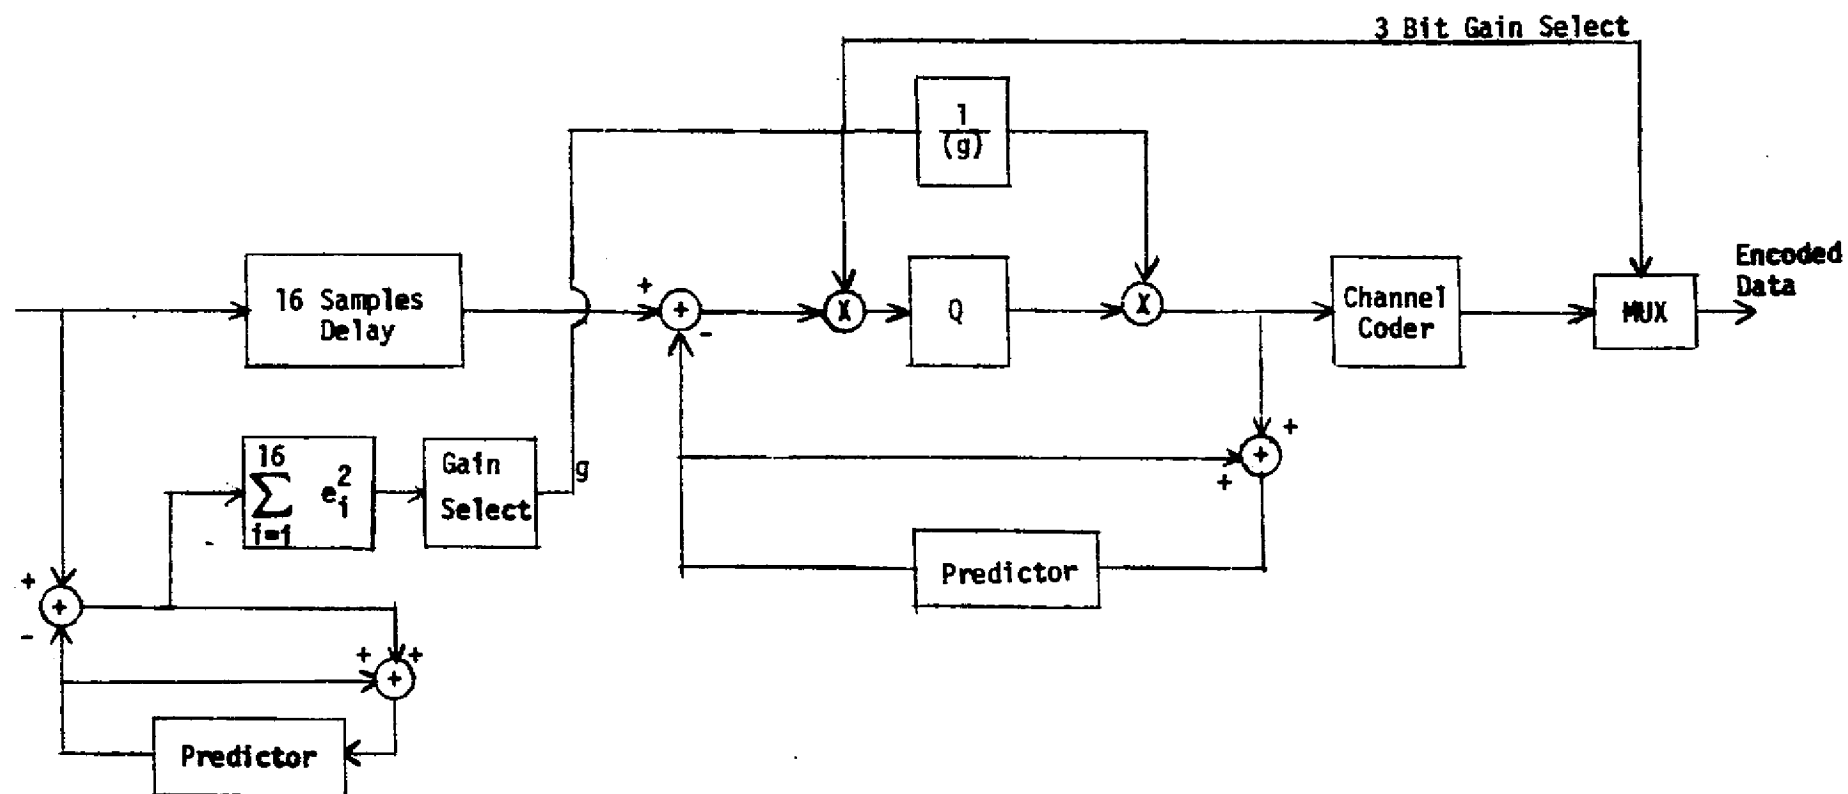 3 Bit Gain Select
1
(g)
16 Samples
Delay
+
+
-
X
Q
X
Channel
Coder
MUX
Encoded
Data
16
∑ e_i^2
i=i
Gain
Select
g
+
+
+
Predictor
+
+
-
+
+
+
Predictor